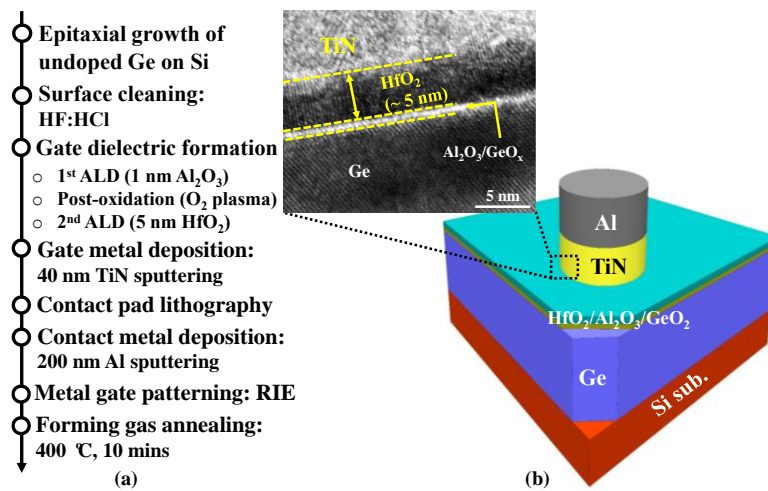 Epitaxial growth of
undoped Ge on Si
Surface cleaning:
HF:HCl
Gate dielectric formation
○ 1st ALD (1 nm Al₂O₃)
○ Post-oxidation (O₂ plasma)
○ 2nd ALD (5 nm HfO₂)
Gate metal deposition:
40 nm TiN sputtering
Contact pad lithography
Contact metal deposition:
200 nm Al sputtering
Metal gate patterning: RIE
Forming gas annealing:
400 ℃, 10 mins
(a)
TiN
HfO₂
(~ 5 nm)
Al₂O₃/GeOₓ
Ge
5 nm
Al
TiN
HfO₂/Al₂O₃/GeO₂
Ge
Si sub.
(b)